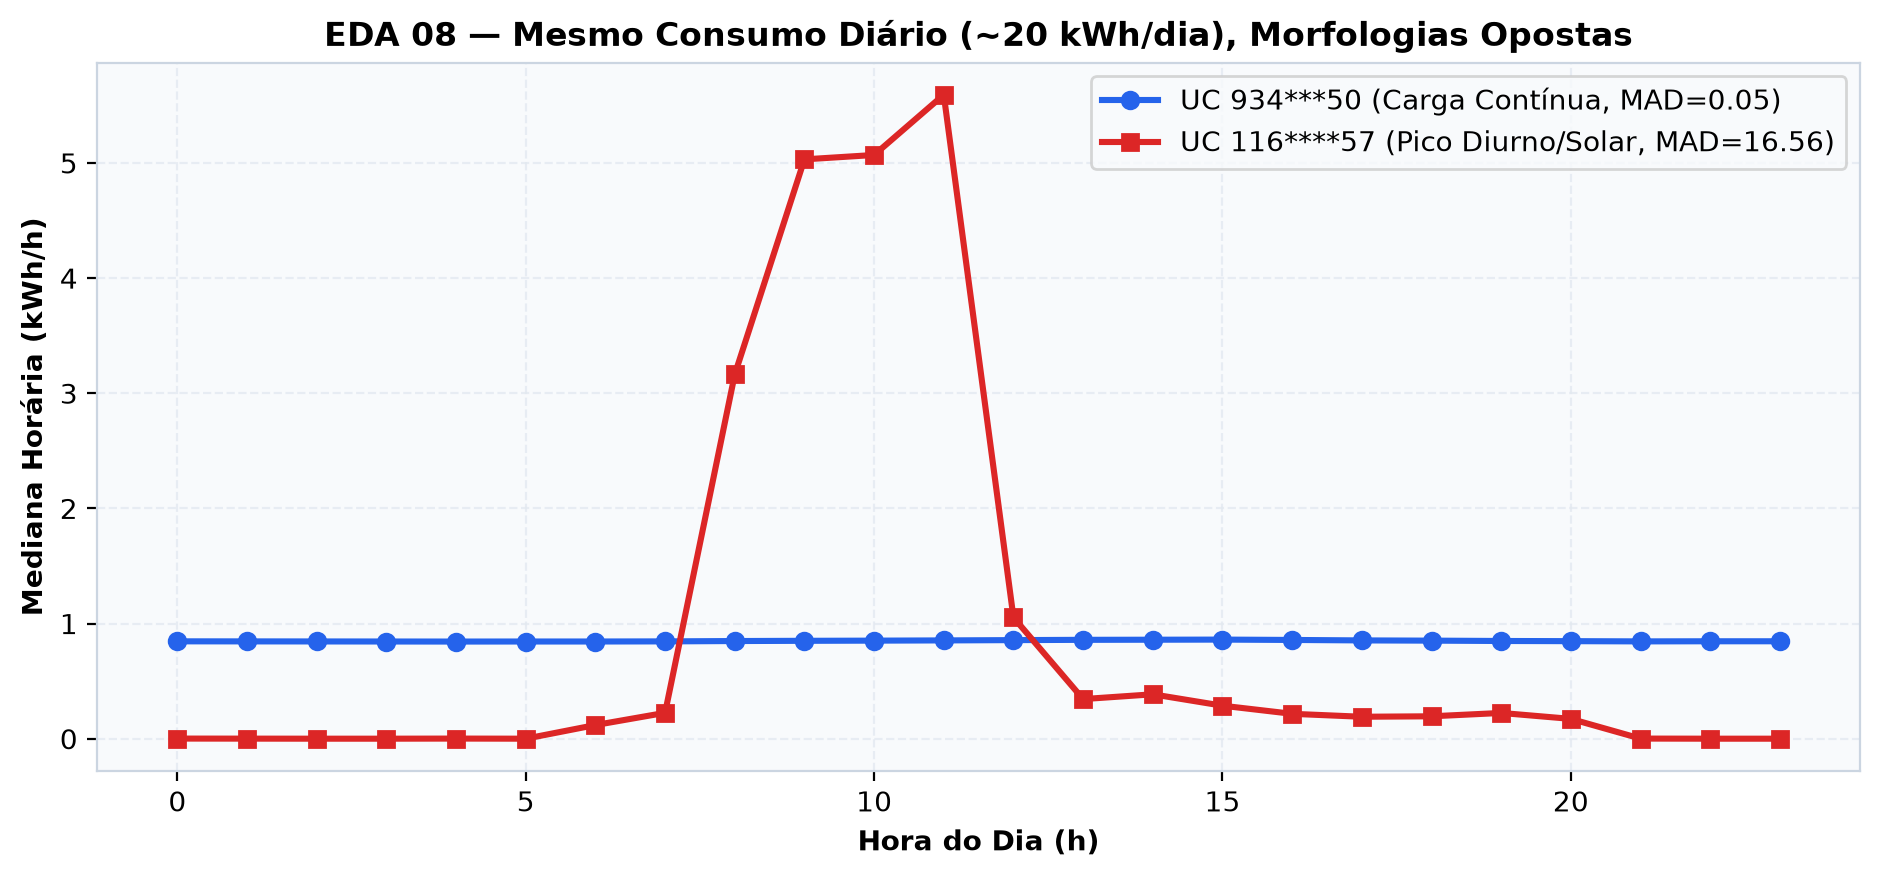 EDA 08 — Mesmo Consumo Diário (~20 kWh/dia), Morfologias Opostas
UC 934***50 (Carga Contínua, MAD=0.05)
UC 116****57 (Pico Diurno/Solar, MAD=16.56)
Mediana Horária (kWh/h)
5
4
3
2
1
0
0 5 10 15 20
Hora do Dia (h)